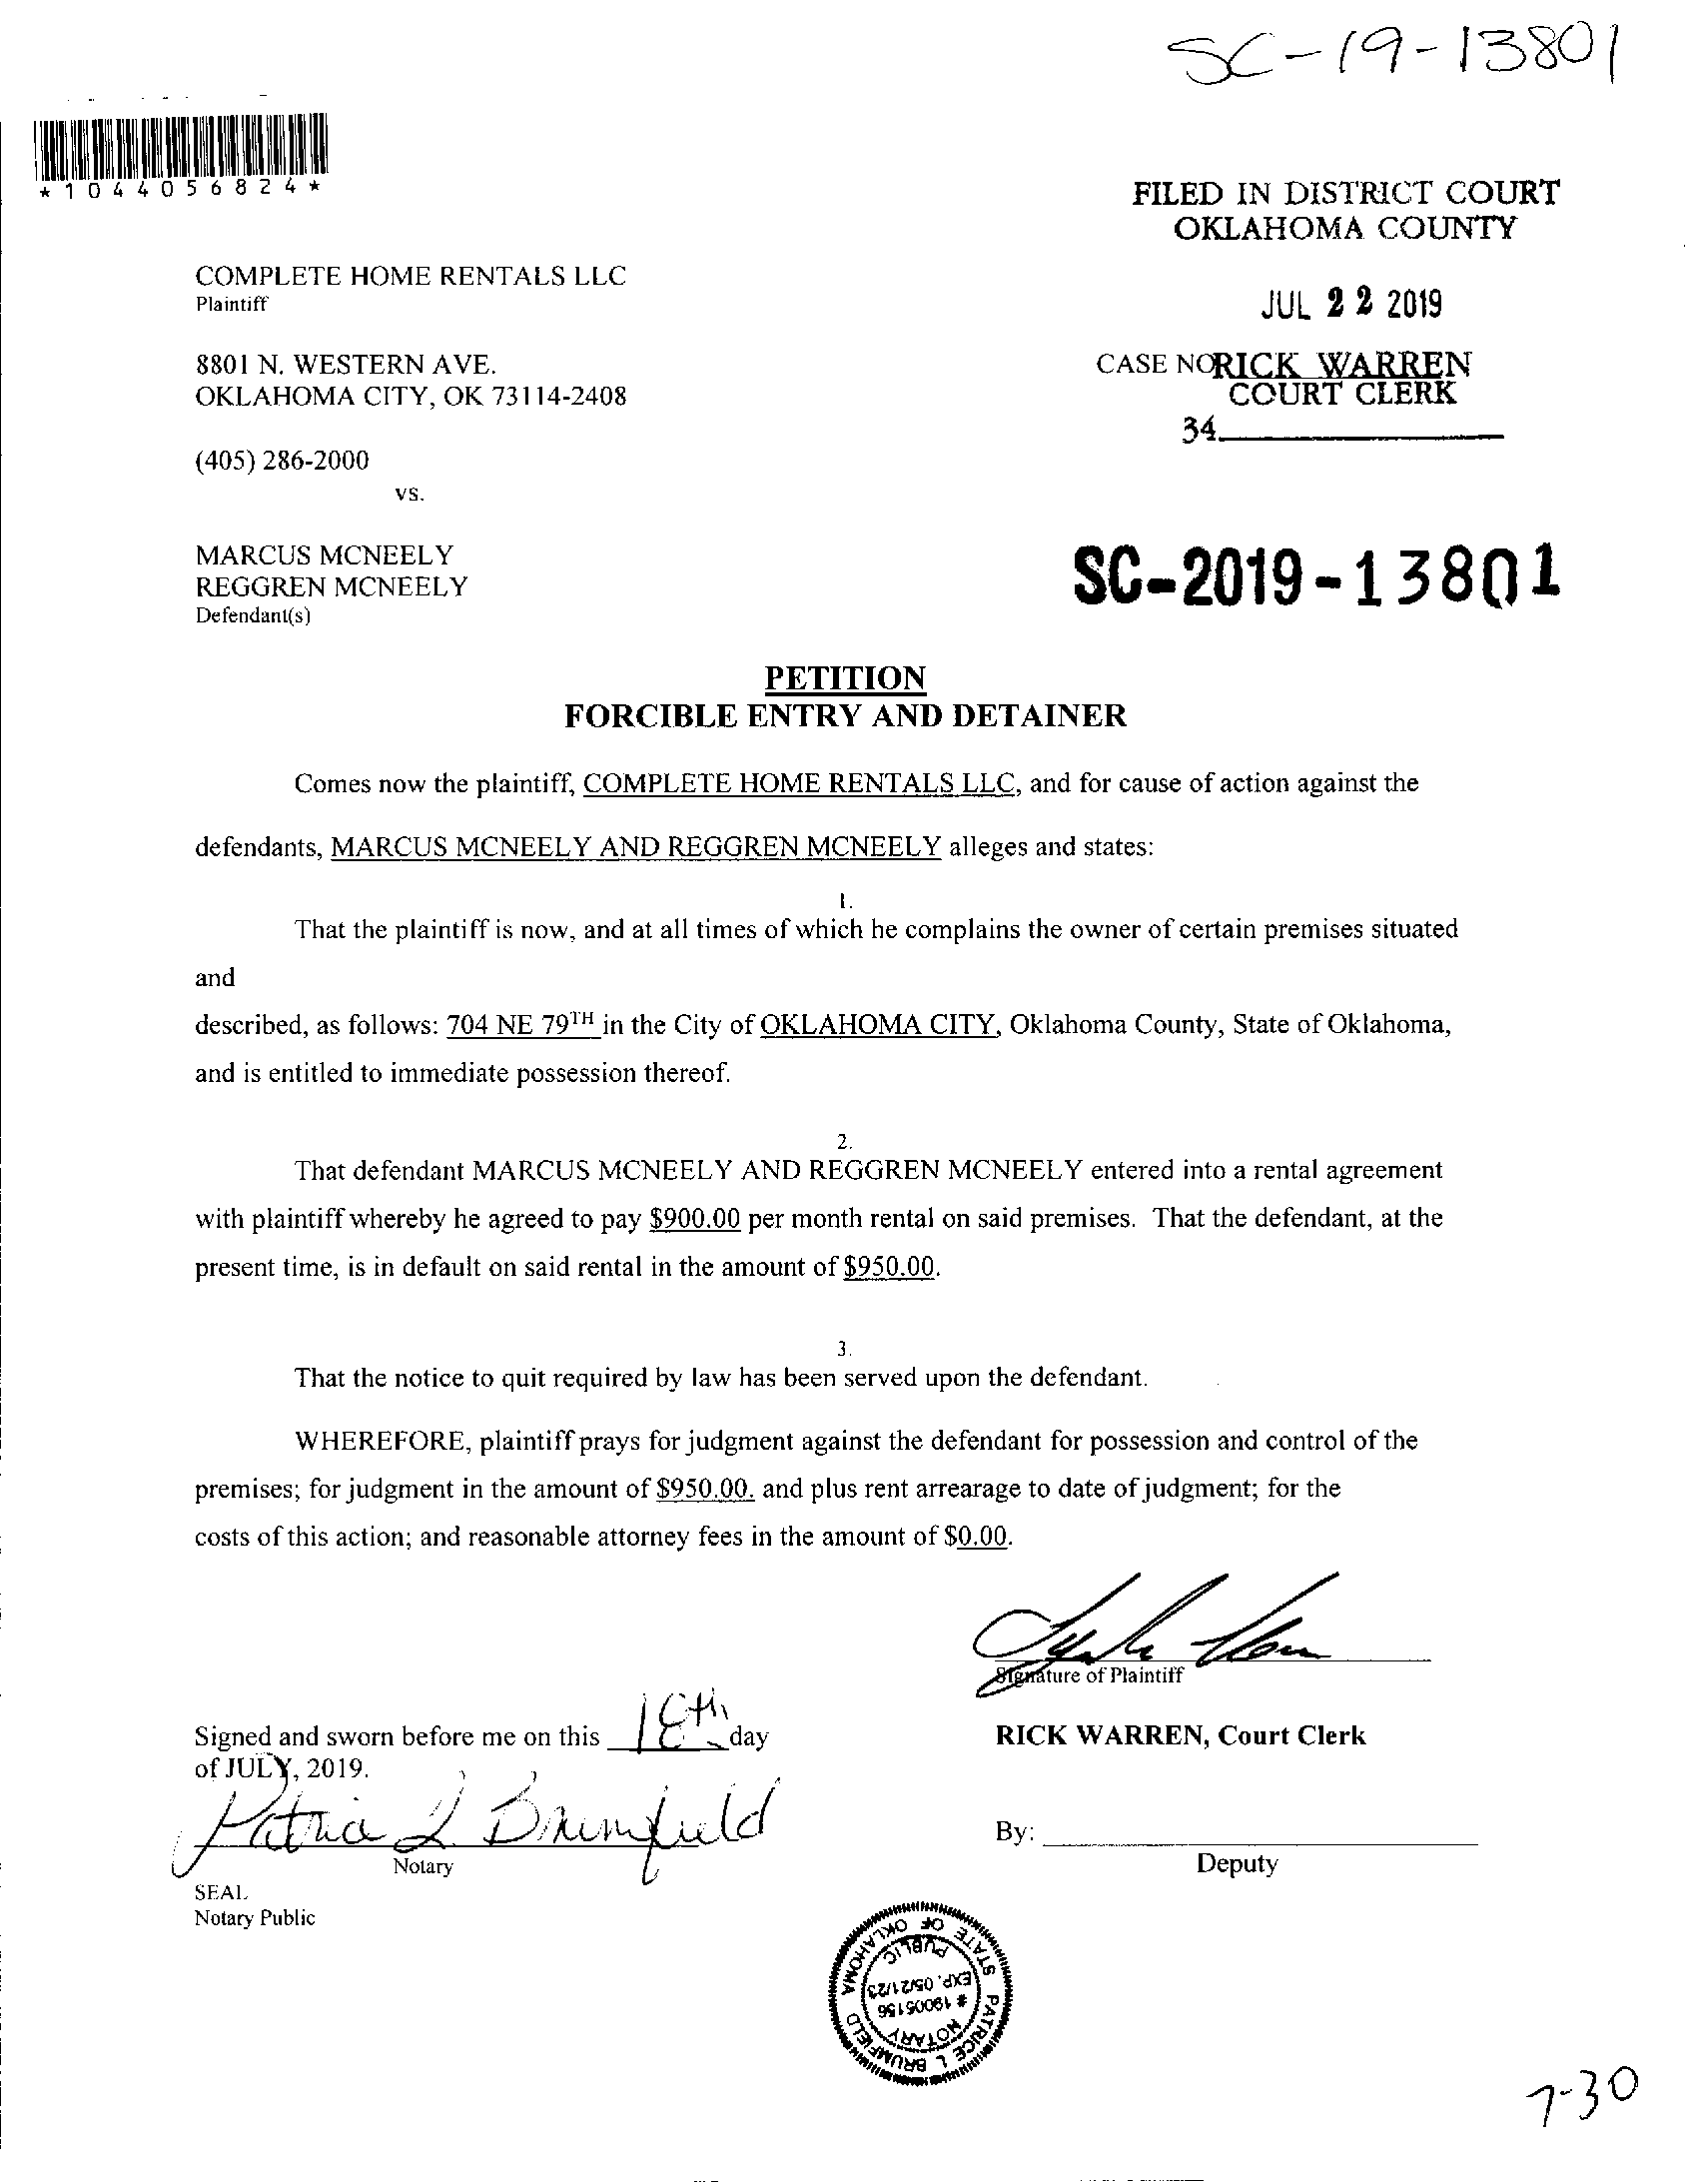 SC-19-13801
*1044056824*
FILED IN DISTRICT COURT
OKLAHOMA COUNTY
COMPLETE HOME RENTALS LLC
Plaintiff
JUL 22 2019
8801 N. WESTERN AVE.
OKLAHOMA CITY, OK 73114-2408
CASE NO
RICK WARREN
COURT CLERK
34
(405) 286-2000
vs.
MARCUS MCNEELY
REGGREN MCNEELY
Defendant(s)
SC-2019-13801
PETITION
FORCIBLE ENTRY AND DETAINER
Comes now the plaintiff, COMPLETE HOME RENTALS LLC, and for cause of action against the
defendants, MARCUS MCNEELY AND REGGREN MCNEELY alleges and states:
1.
That the plaintiff is now, and at all times of which he complains the owner of certain premises situated
and
described, as follows: 704 NE 79TH in the City of OKLAHOMA CITY, Oklahoma County, State of Oklahoma,
and is entitled to immediate possession thereof.
2.
That defendant MARCUS MCNEELY AND REGGREN MCNEELY entered into a rental agreement
with plaintiff whereby he agreed to pay $900.00 per month rental on said premises. That the defendant, at the
present time, is in default on said rental in the amount of $950.00.
3.
That the notice to quit required by law has been served upon the defendant.
WHEREFORE, plaintiff prays for judgment against the defendant for possession and control of the
premises; for judgment in the amount of $950.00. and plus rent arrearage to date of judgment; for the
costs of this action; and reasonable attorney fees in the amount of $0.00.
Signature of Plaintiff
Signed and sworn before me on this 18th day
of JULY, 2019.
RICK WARREN, Court Clerk
Patrice L Brumfield
Notary
By:
Deputy
SEAL
Notary Public
STATE OF OKLAHOMA
PATRICE L. BRUMFIELD
NOTARY
# 19005156
EXP. 05/21/23
PUBLIC
7-30